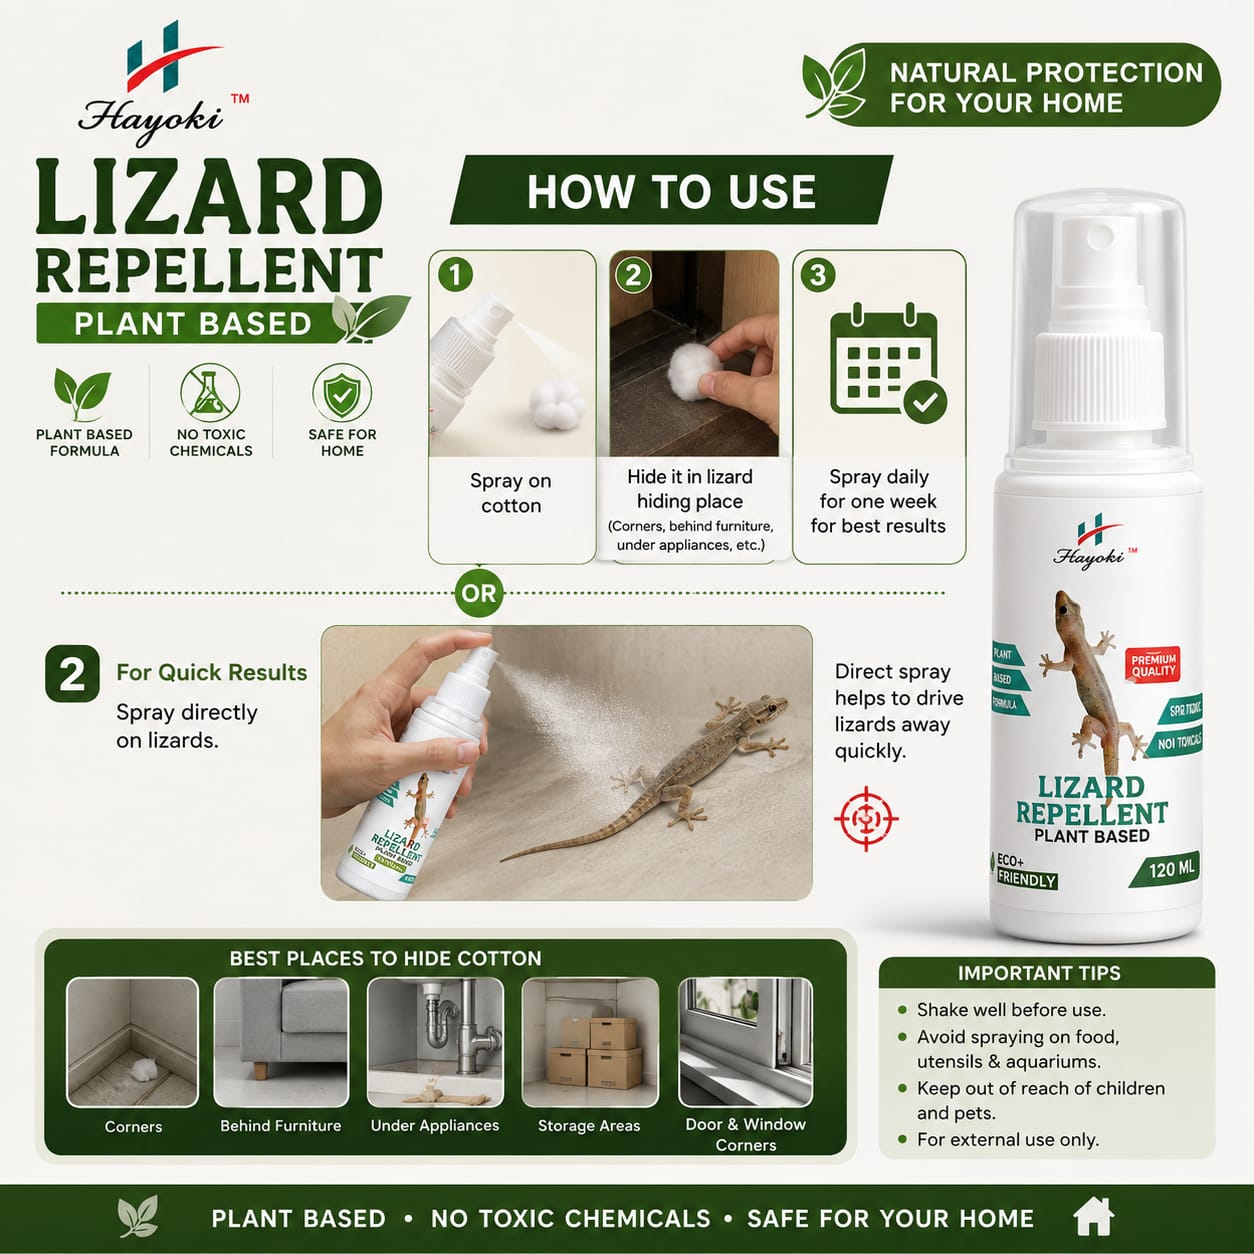 Hayoki TM
NATURAL PROTECTION
FOR YOUR HOME
LIZARD
REPELLENT
PLANT BASED
PLANT BASED
FORMULA
NO TOXIC
CHEMICALS
SAFE FOR
HOME
HOW TO USE
1
Spray on
cotton
2
Hide it in lizard
hiding place
(Corners, behind furniture,
under appliances, etc.)
3
Spray daily
for one week
for best results
OR
2
For Quick Results
Spray directly
on lizards.
LIZARD
REPELLENT
Direct spray
helps to drive
lizards away
quickly.
Hayoki TM
PLANT
BASED
FORMULA
PREMIUM
QUALITY
LIZARD
REPELLENT
PLANT BASED
ECO+
FRIENDLY
120 ML
BEST PLACES TO HIDE COTTON
Corners
Behind Furniture
Under Appliances
Storage Areas
Door & Window
Corners
IMPORTANT TIPS
Shake well before use.
Avoid spraying on food,
utensils & aquariums.
Keep out of reach of children
and pets.
For external use only.
PLANT BASED • NO TOXIC CHEMICALS • SAFE FOR YOUR HOME